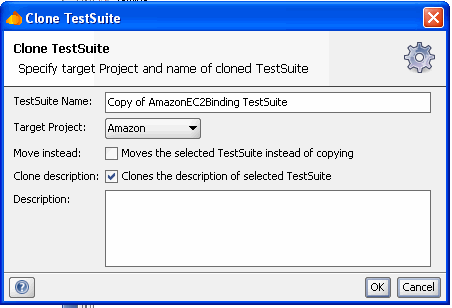 Clone TestSuite
Clone TestSuite
Specify target Project and name of cloned TestSuite
TestSuite Name: Copy of AmazonEC2Binding TestSuite
Target Project: Amazon
Move instead: Moves the selected TestSuite instead of copying
Clone description: Clones the description of selected TestSuite
Description:
? OK Cancel